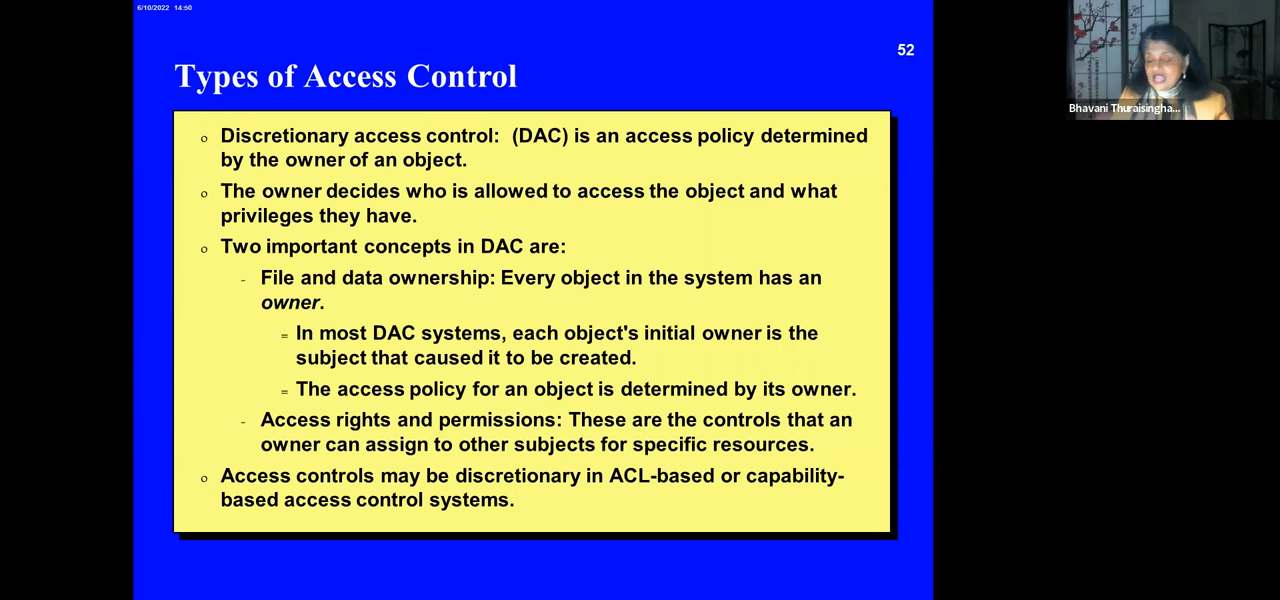 6/10/2022 14:50
52
Types of Access Control
o Discretionary access control: (DAC) is an access policy determined
by the owner of an object.
o The owner decides who is allowed to access the object and what
privileges they have.
o Two important concepts in DAC are:
- File and data ownership: Every object in the system has an
owner.
= In most DAC systems, each object's initial owner is the
subject that caused it to be created.
= The access policy for an object is determined by its owner.
- Access rights and permissions: These are the controls that an
owner can assign to other subjects for specific resources.
o Access controls may be discretionary in ACL-based or capability-
based access control systems.
Bhavani Thuraisingha...